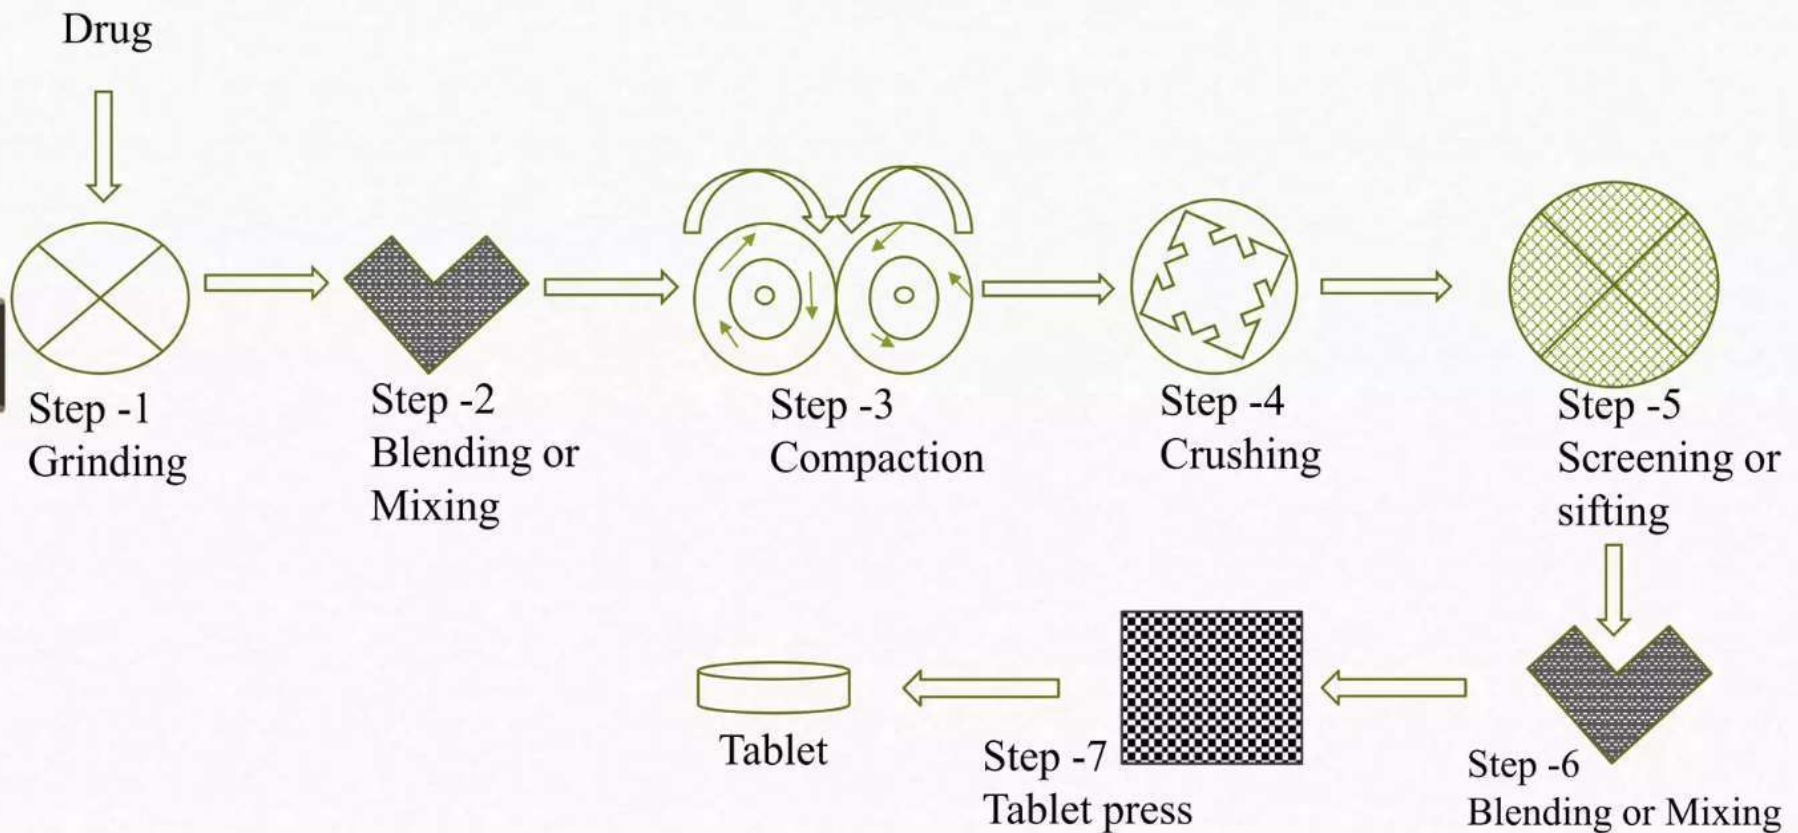 Drug
Step -1
Grinding
Step -2
Blending or
Mixing
Step -3
Compaction
Step -4
Crushing
Step -5
Screening or
sifting
Step -6
Blending or Mixing
Step -7
Tablet press
Tablet